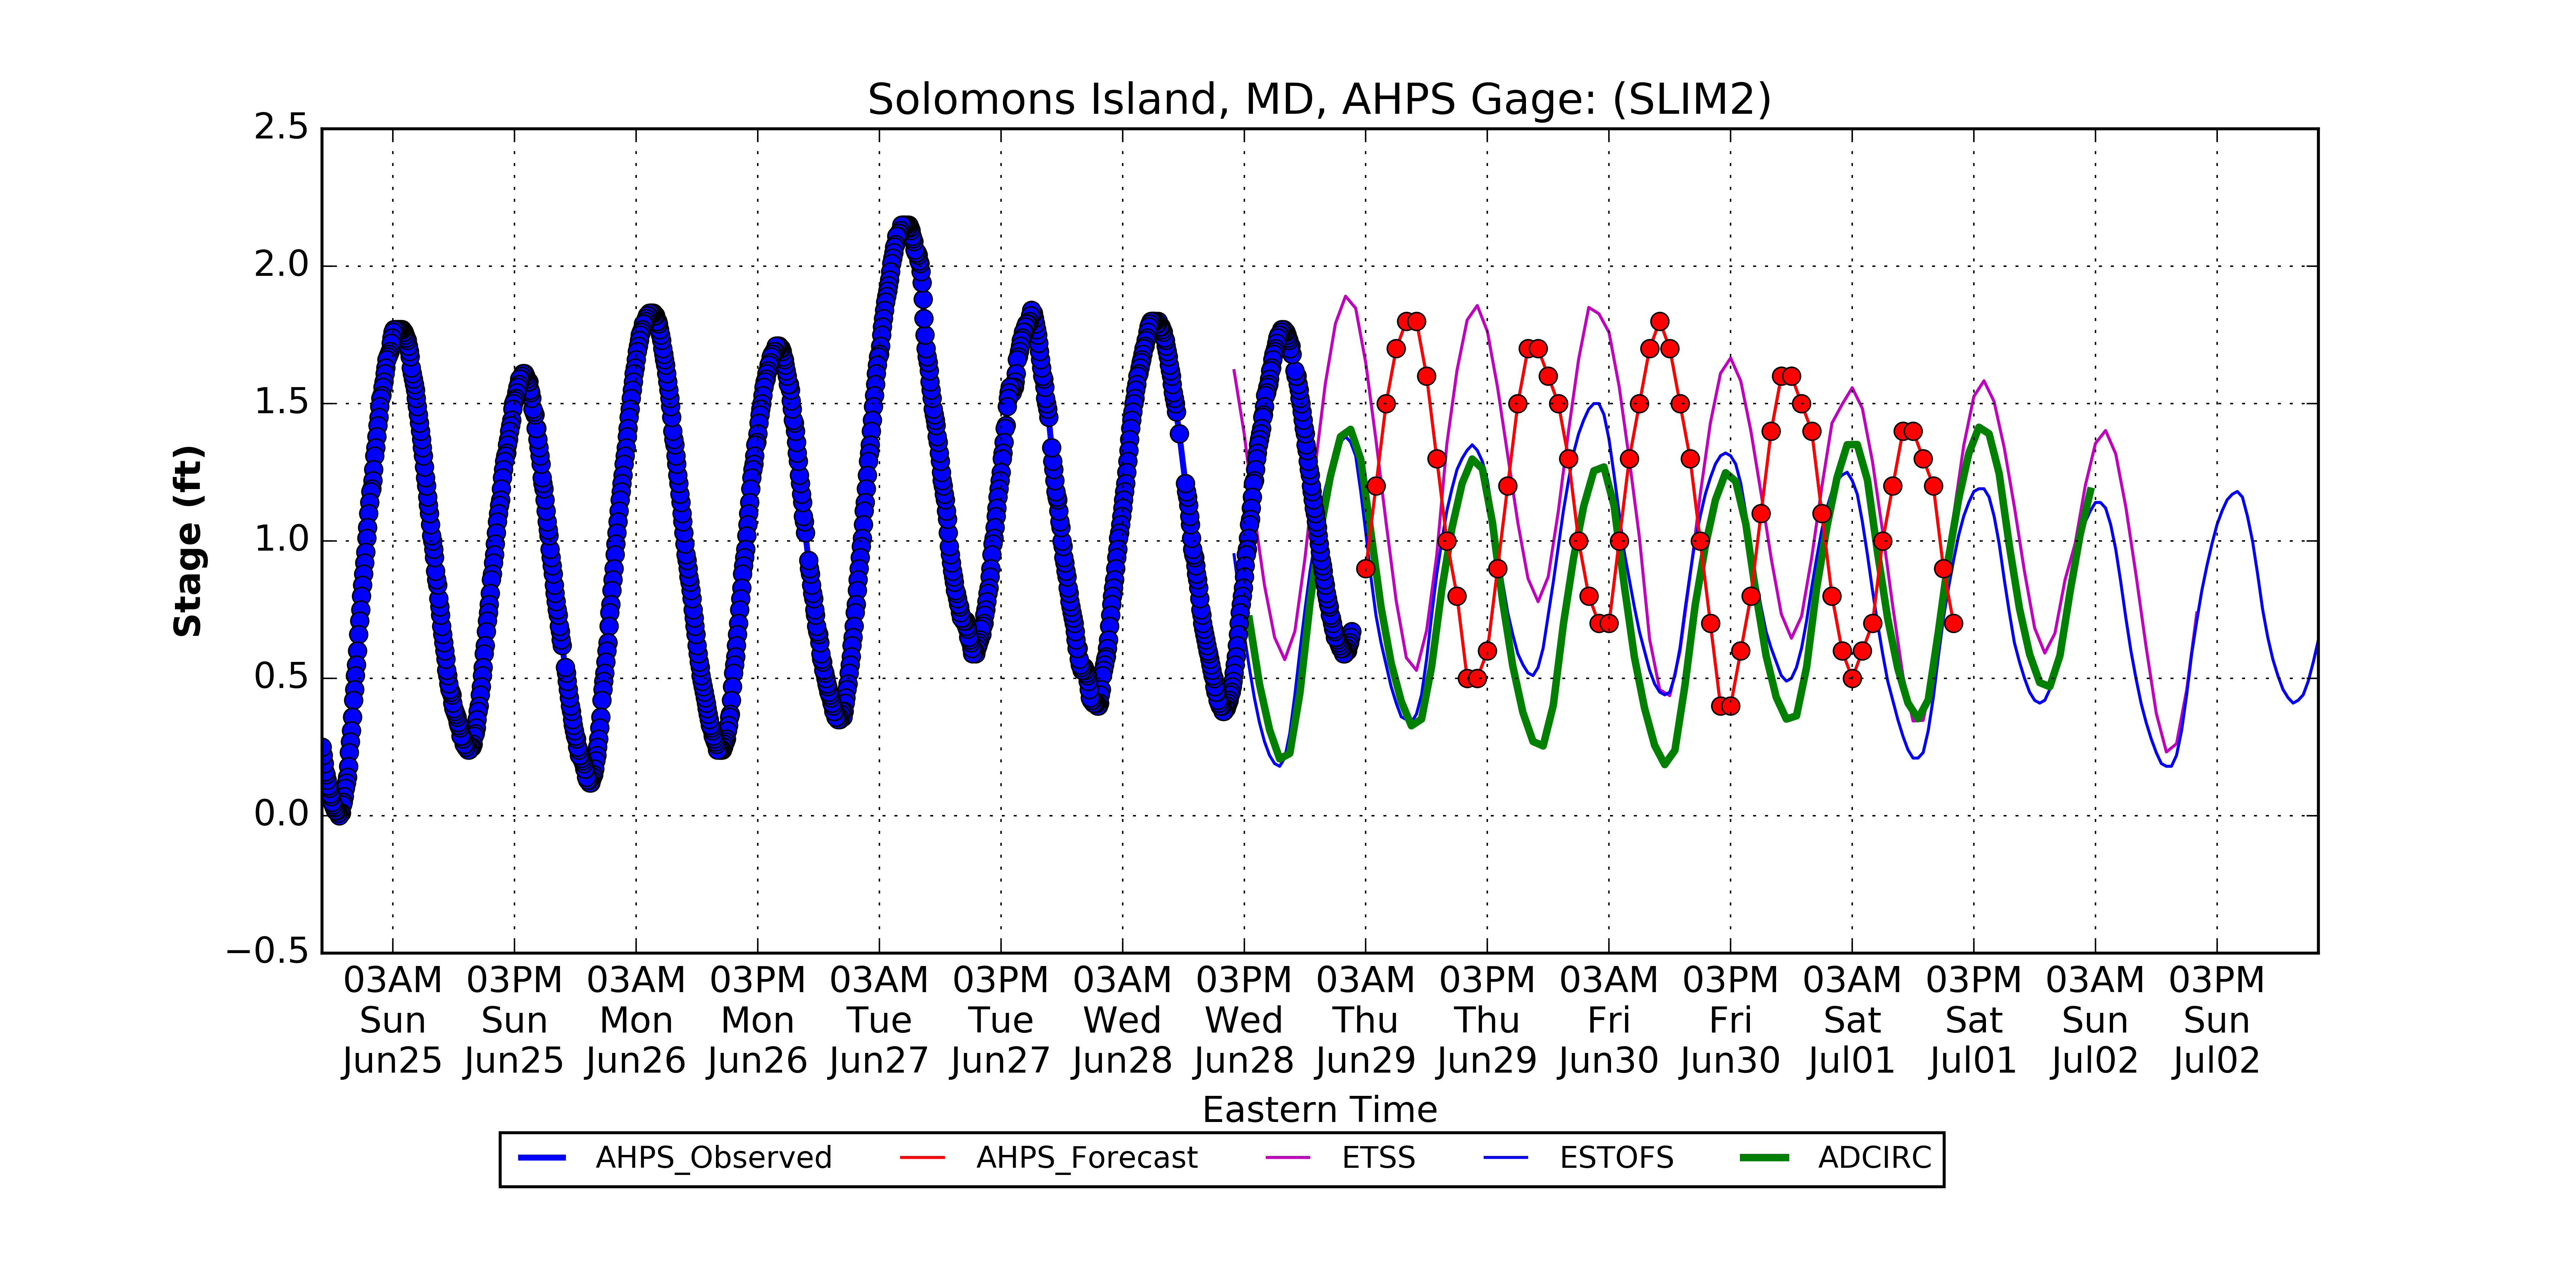 Solomons Island, MD, AHPS Gage: (SLIM2)
2.5
2.0
1.5
1.0
0.5
0.0
−0.5
Stage (ft)
03AM 03PM 03AM 03PM 03AM 03PM 03AM 03PM 03AM 03PM 03AM 03PM 03AM 03PM 03AM 03PM
Sun Sun Mon Mon Tue Tue Wed Wed Thu Thu Fri Fri Sat Sat Sun Sun
Jun25 Jun25 Jun26 Jun26 Jun27 Jun27 Jun28 Jun28 Jun29 Jun29 Jun30 Jun30 Jul01 Jul01 Jul02 Jul02
Eastern Time
AHPS_Observed AHPS_Forecast ETSS ESTOFS ADCIRC